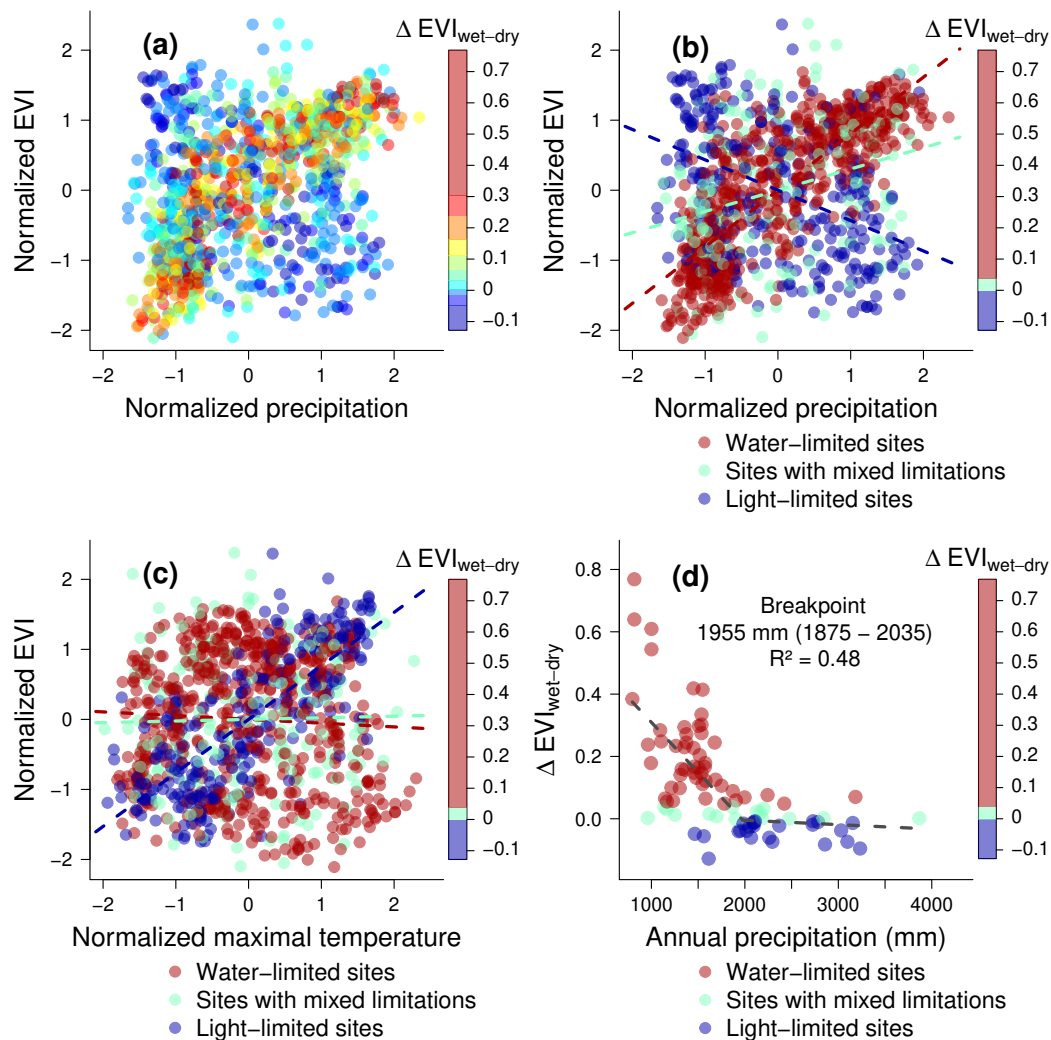 (a)
Δ EVIwet−dry
Normalized EVI
2
1
0
−1
−2
−2 −1 0 1 2
Normalized precipitation
0.7
0.6
0.5
0.4
0.3
0.2
0.1
0
−0.1
(b)
Δ EVIwet−dry
Normalized EVI
2
1
0
−1
−2
−2 −1 0 1 2
Normalized precipitation
0.7
0.6
0.5
0.4
0.3
0.2
0.1
0
−0.1
Water−limited sites
Sites with mixed limitations
Light−limited sites
(c)
Δ EVIwet−dry
Normalized EVI
2
1
0
−1
−2
−2 −1 0 1 2
Normalized maximal temperature
0.7
0.6
0.5
0.4
0.3
0.2
0.1
0
−0.1
Water−limited sites
Sites with mixed limitations
Light−limited sites
(d)
Δ EVIwet−dry
Δ EVIwet−dry
0.8
0.6
0.4
0.2
0.0
Breakpoint
1955 mm (1875 − 2035)
R² = 0.48
1000 2000 3000 4000
Annual precipitation (mm)
0.7
0.6
0.5
0.4
0.3
0.2
0.1
0
−0.1
Water−limited sites
Sites with mixed limitations
Light−limited sites